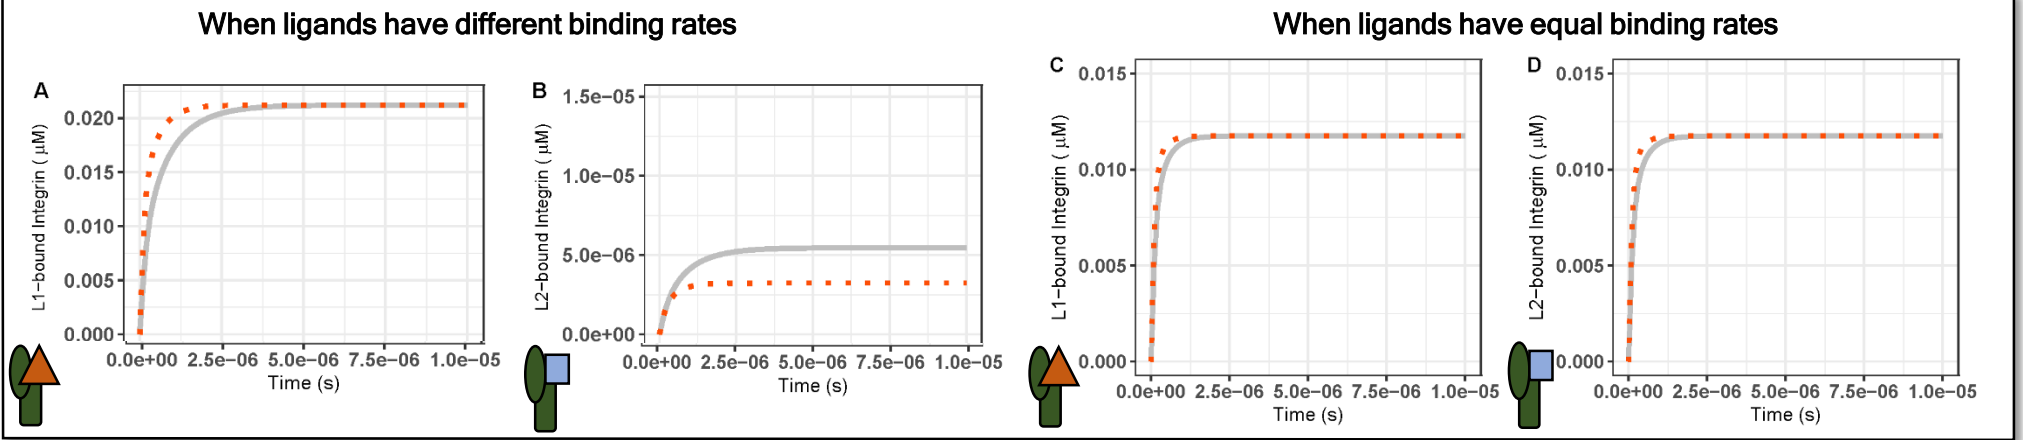 When ligands have different binding rates
When ligands have equal binding rates
A
L1−bound Integrin ( μM)
0.020
0.015
0.010
0.005
0.000
0.0e+00 2.5e−06 5.0e−06 7.5e−06 1.0e−05
Time (s)
B
L2−bound Integrin ( μM)
1.5e−05
1.0e−05
5.0e−06
0.0e+00
0.0e+00 2.5e−06 5.0e−06 7.5e−06 1.0e−05
Time (s)
C
L1−bound Integrin ( μM)
0.015
0.010
0.005
0.000
0.0e+00 2.5e−06 5.0e−06 7.5e−06 1.0e−05
Time (s)
D
L2−bound Integrin ( μM)
0.015
0.010
0.005
0.000
0.0e+00 2.5e−06 5.0e−06 7.5e−06 1.0e−05
Time (s)